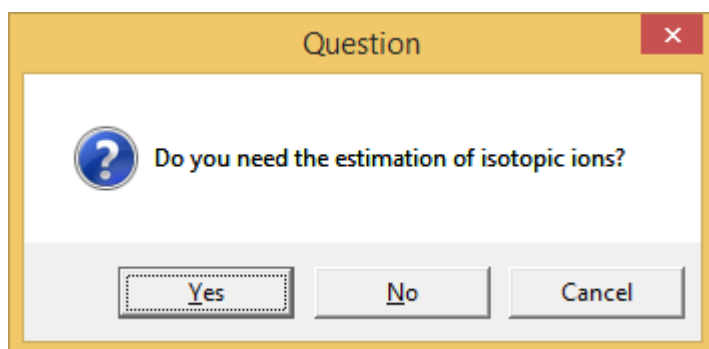 Question
Do you need the estimation of isotopic ions?
Yes
No
Cancel